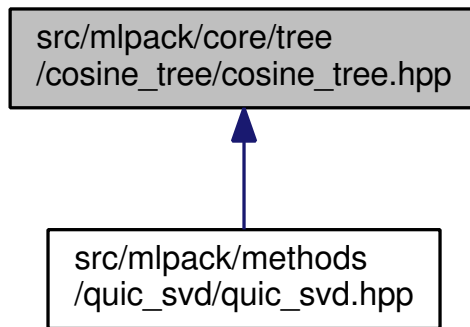 src/mlpack/core/tree
/cosine_tree/cosine_tree.hpp
src/mlpack/methods
/quic_svd/quic_svd.hpp